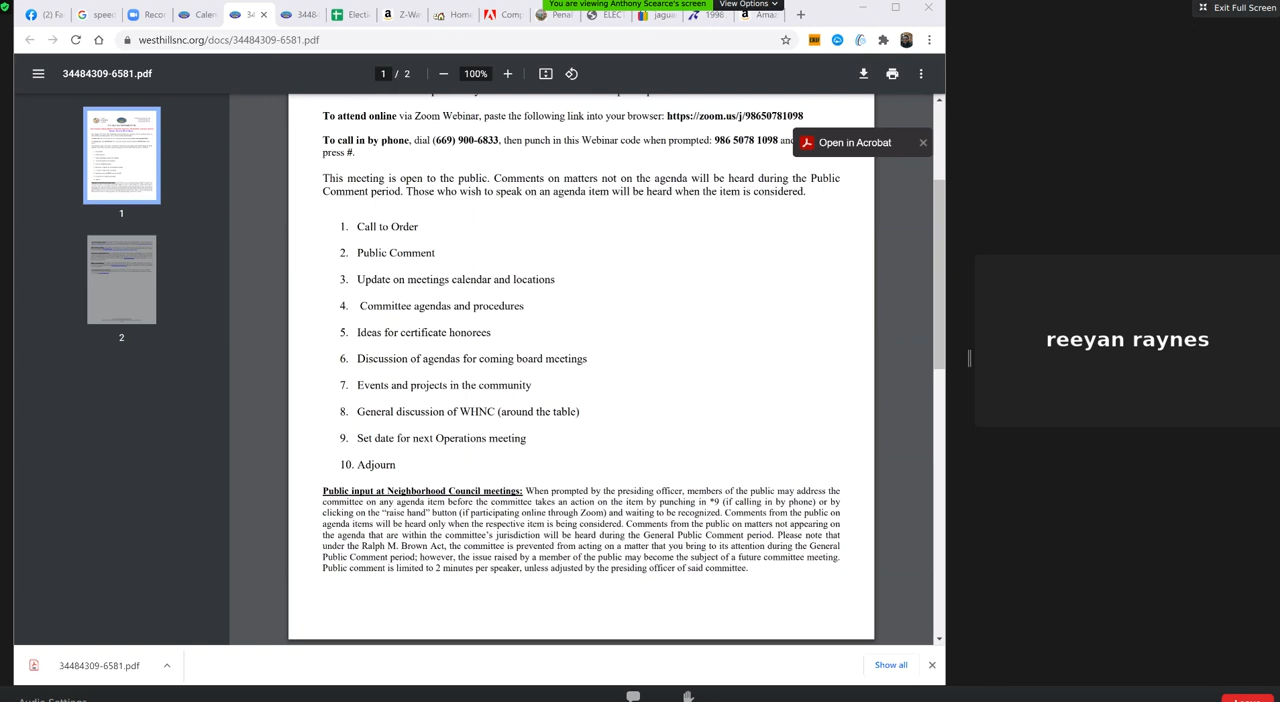 You are viewing Anthony Scearce's screen
View Options
Exit Full Screen
speed
Reco
Cale
Elect
a-Wa
Home
Com
Penal
ELEC
jagua
1998
Amaz
westhillsnc.org/docs/34484309-6581.pdf
34484309-6581.pdf
1 / 2
100%
To attend online via Zoom Webinar, paste the following link into your browser: https://zoom.us/j/98650781098
To call in by phone, dial (669) 900-6833, then punch in this Webinar code when prompted: 986 5078 1098 and
press #.
Open in Acrobat
This meeting is open to the public. Comments on matters not on the agenda will be heard during the Public
Comment period. Those who wish to speak on an agenda item will be heard when the item is considered.
1. Call to Order
2. Public Comment
3. Update on meetings calendar and locations
4. Committee agendas and procedures
5. Ideas for certificate honorees
6. Discussion of agendas for coming board meetings
7. Events and projects in the community
8. General discussion of WHNC (around the table)
9. Set date for next Operations meeting
10. Adjourn
Public input at Neighborhood Council meetings: When prompted by the presiding officer, members of the public may address the
committee on any agenda item before the committee takes an action on the item by punching in *9 (if calling in by phone) or by
clicking on the “raise hand” button (if participating online through Zoom) and waiting to be recognized. Comments from the public on
agenda items will be heard only when the respective item is being considered. Comments from the public on matters not appearing on
the agenda that are within the committee’s jurisdiction will be heard during the General Public Comment period. Please note that
under the Ralph M. Brown Act, the committee is prevented from acting on a matter that you bring to its attention during the General
Public Comment period; however, the issue raised by a member of the public may become the subject of a future committee meeting.
Public comment is limited to 2 minutes per speaker, unless adjusted by the presiding officer of said committee.
1
2
reeyan raynes
34484309-6581.pdf
Show all
Audio Settings
Leave